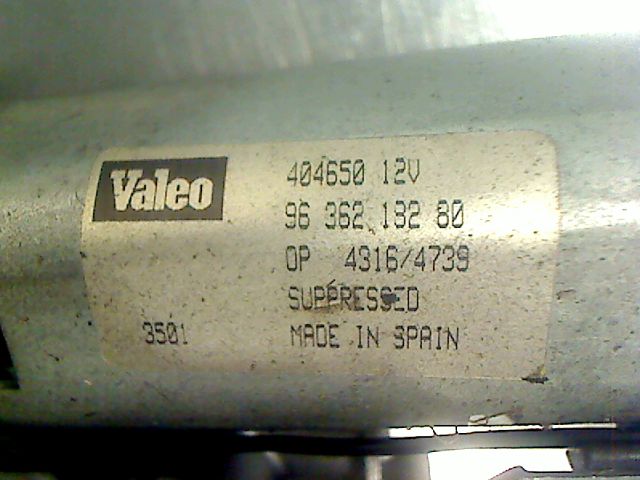 Valeo
404650 12V
96 362 132 80
OP 4316/4739
SUPPRESSED
3501 MADE IN SPAIN